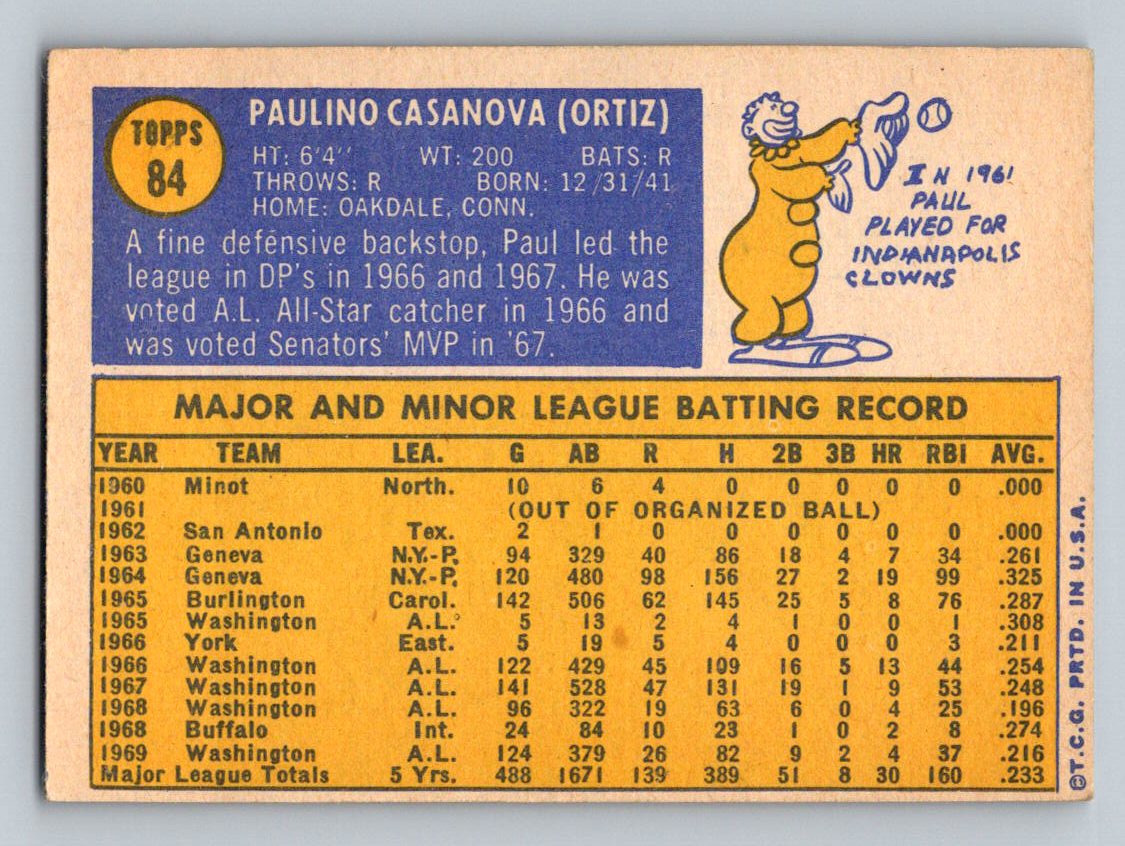 TOPPS
84
PAULINO CASANOVA (ORTIZ)
HT: 6'4" WT: 200 BATS: R
THROWS: R BORN: 12/31/41
HOME: OAKDALE, CONN.
A fine defensive backstop, Paul led the
league in DP's in 1966 and 1967. He was
voted A.L. All-Star catcher in 1966 and
was voted Senators' MVP in '67.
IN 1961
PAUL
PLAYED FOR
INDIANAPOLIS
CLOWNS
MAJOR AND MINOR LEAGUE BATTING RECORD
YEAR TEAM LEA. G AB R H 2B 3B HR RBI AVG.
1960 Minot North. 10 6 4 0 0 0 0 0 .000
1961 (OUT OF ORGANIZED BALL)
1962 San Antonio Tex. 2 1 0 0 0 0 0 0 .000
1963 Geneva N.Y.-P. 94 329 40 86 18 4 7 34 .261
1964 Geneva N.Y.-P. 120 480 98 156 27 2 19 99 .325
1965 Burlington Carol. 142 506 62 145 25 5 8 76 .287
1965 Washington A.L. 5 13 2 4 1 0 0 1 .308
1966 York East. 5 19 5 4 0 0 0 3 .211
1966 Washington A.L. 122 429 45 109 16 5 13 44 .254
1967 Washington A.L. 141 528 47 131 19 1 9 53 .248
1968 Washington A.L. 96 322 19 63 6 0 4 25 .196
1968 Buffalo Int. 24 84 10 23 1 0 2 8 .274
1969 Washington A.L. 124 379 26 82 9 2 4 37 .216
Major League Totals 5 Yrs. 488 1671 139 389 51 8 30 160 .233
©T.C.G. PRTD. IN U.S.A.